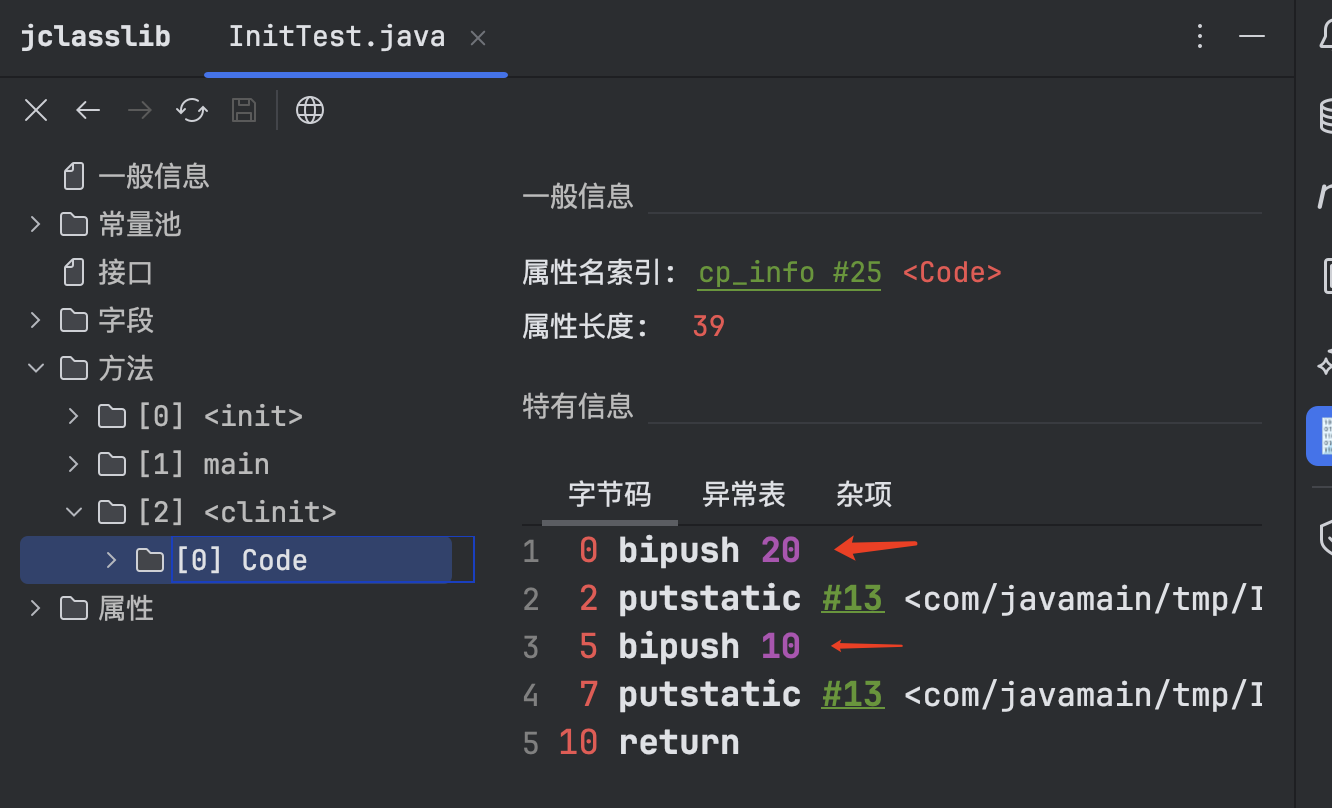 jclasslib InitTest.java
一般信息
常量池
接口
字段
方法
[0] <init>
[1] main
[2] <clinit>
[0] Code
属性
一般信息
属性名索引: cp_info #25 <Code>
属性长度: 39
特有信息
字节码 异常表 杂项
1 0 bipush 20
2 2 putstatic #13 <com/javamain/tmp/I
3 5 bipush 10
4 7 putstatic #13 <com/javamain/tmp/I
5 10 return